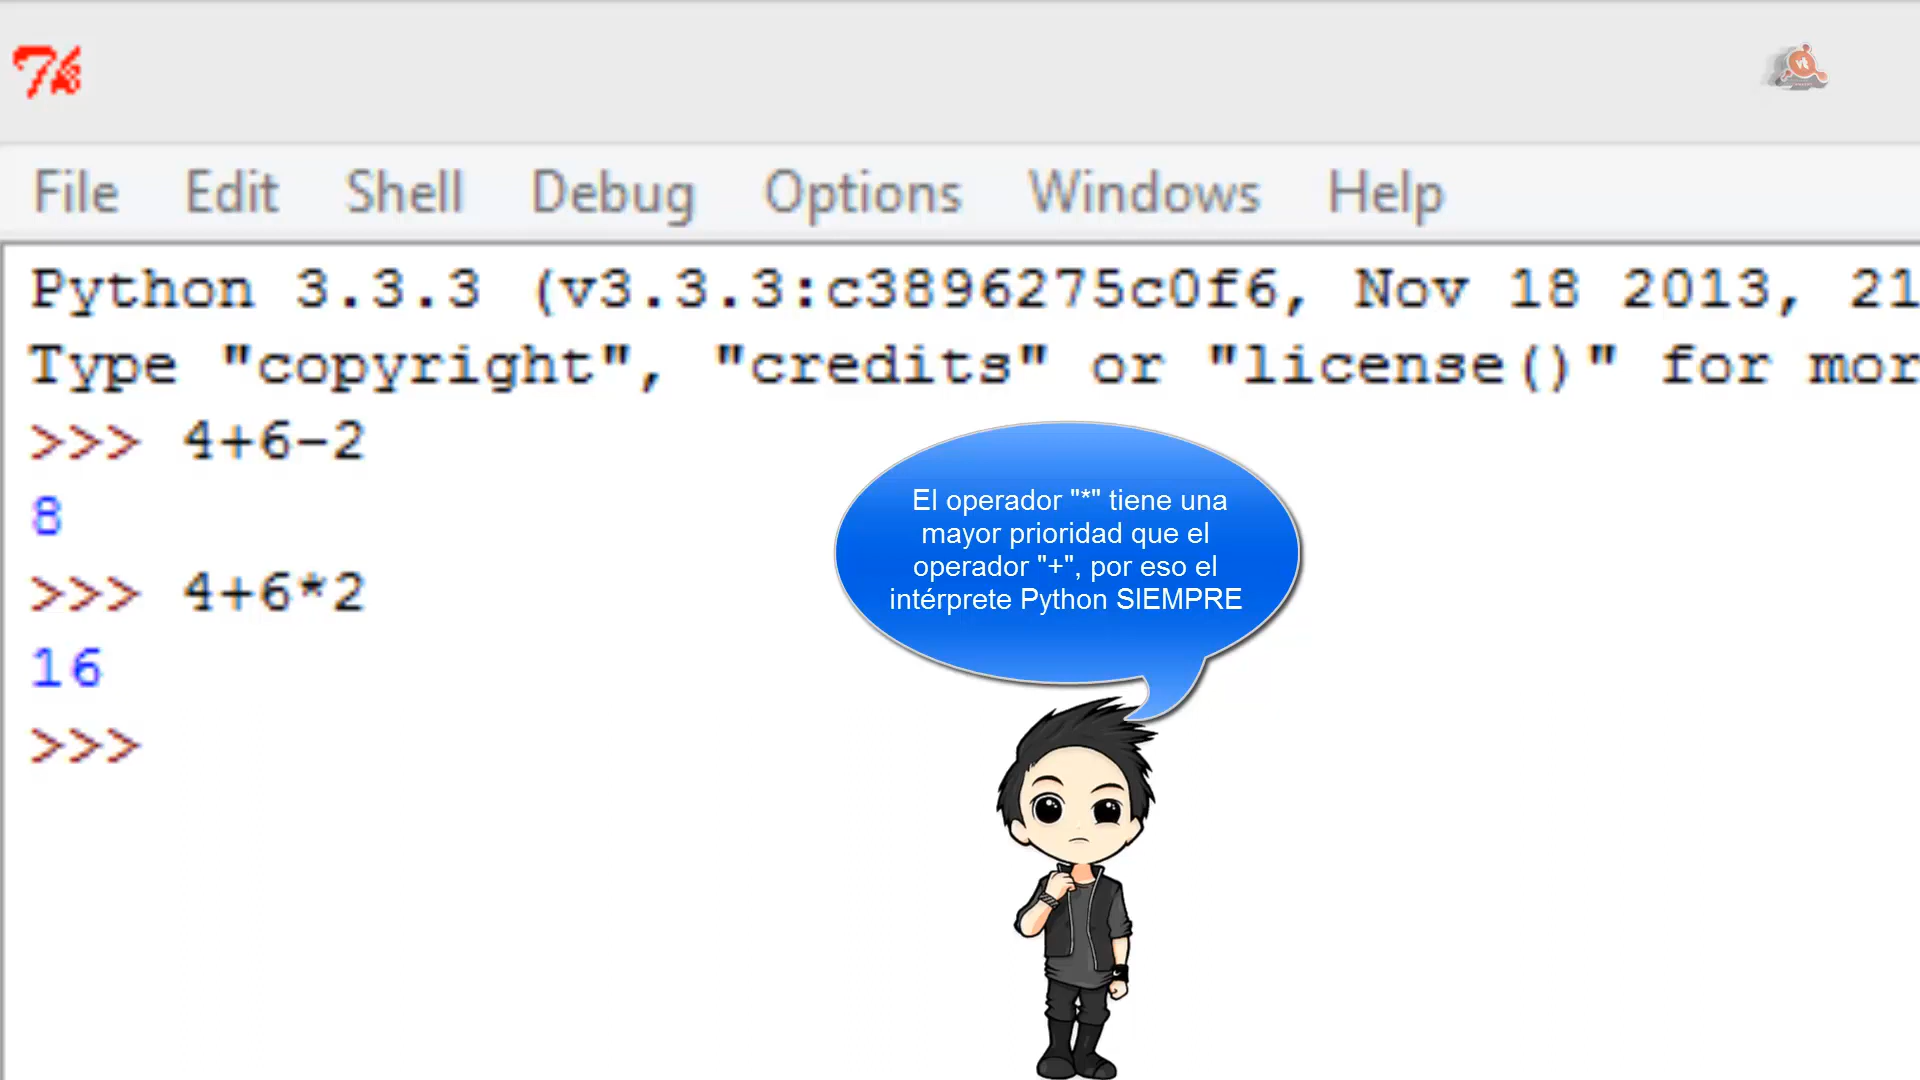 File Edit Shell Debug Options Windows Help
Python 3.3.3 (v3.3.3:c3896275c0f6, Nov 18 2013, 21
Type "copyright", "credits" or "license()" for mor
>>> 4+6-2
8
>>> 4+6*2
16
>>>
El operador "*" tiene una
mayor prioridad que el
operador "+", por eso el
intérprete Python SIEMPRE